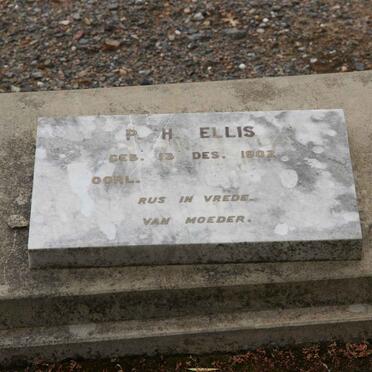 P H ELLIS
GEB. 13 DES. 1902
OORL.
RUS IN VREDE.
VAN MOEDER.